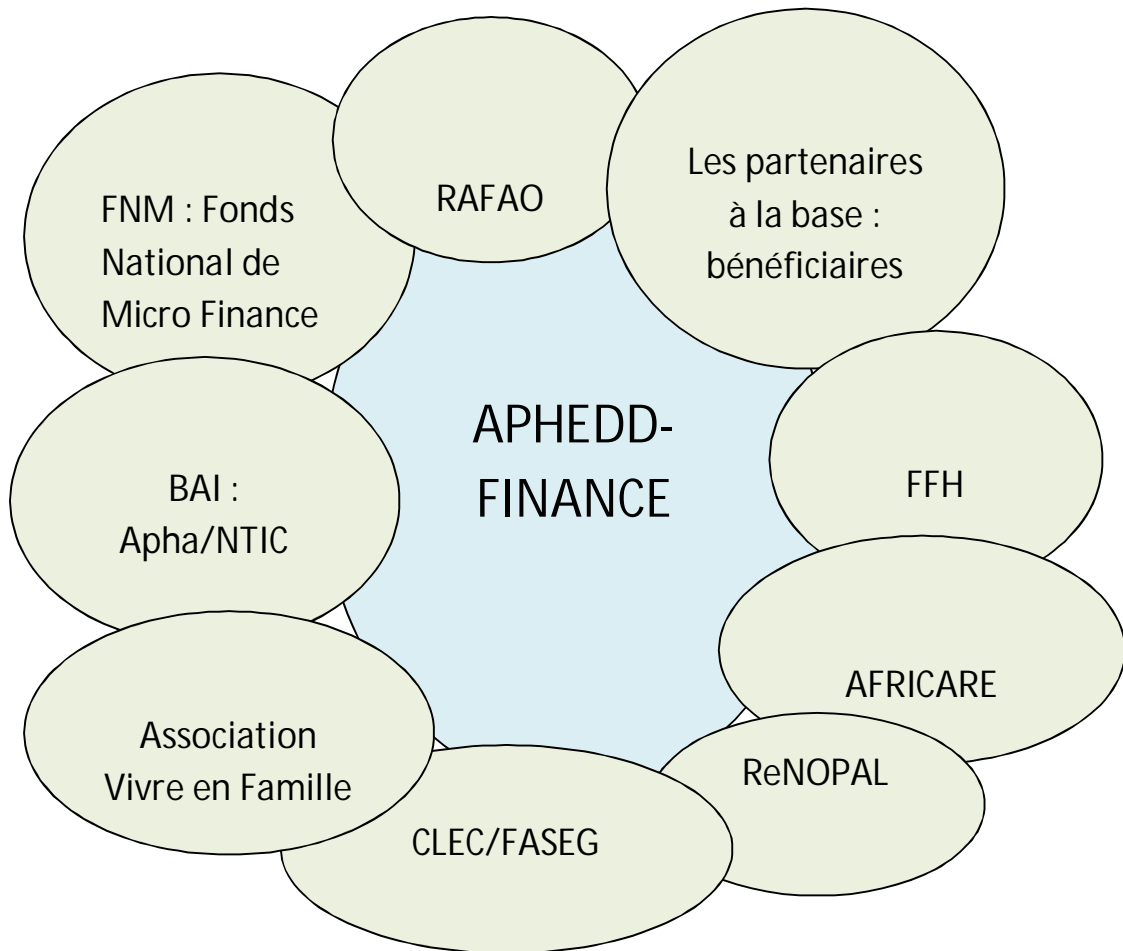 RAFAO
Les partenaires
à la base :
bénéficiaires
FNM : Fonds
National de
Micro Finance
APHEDD-
FINANCE
BAI :
Apha/NTIC
FFH
AFRICARE
Association
Vivre en Famille
ReNOPAL
CLEC/FASEG